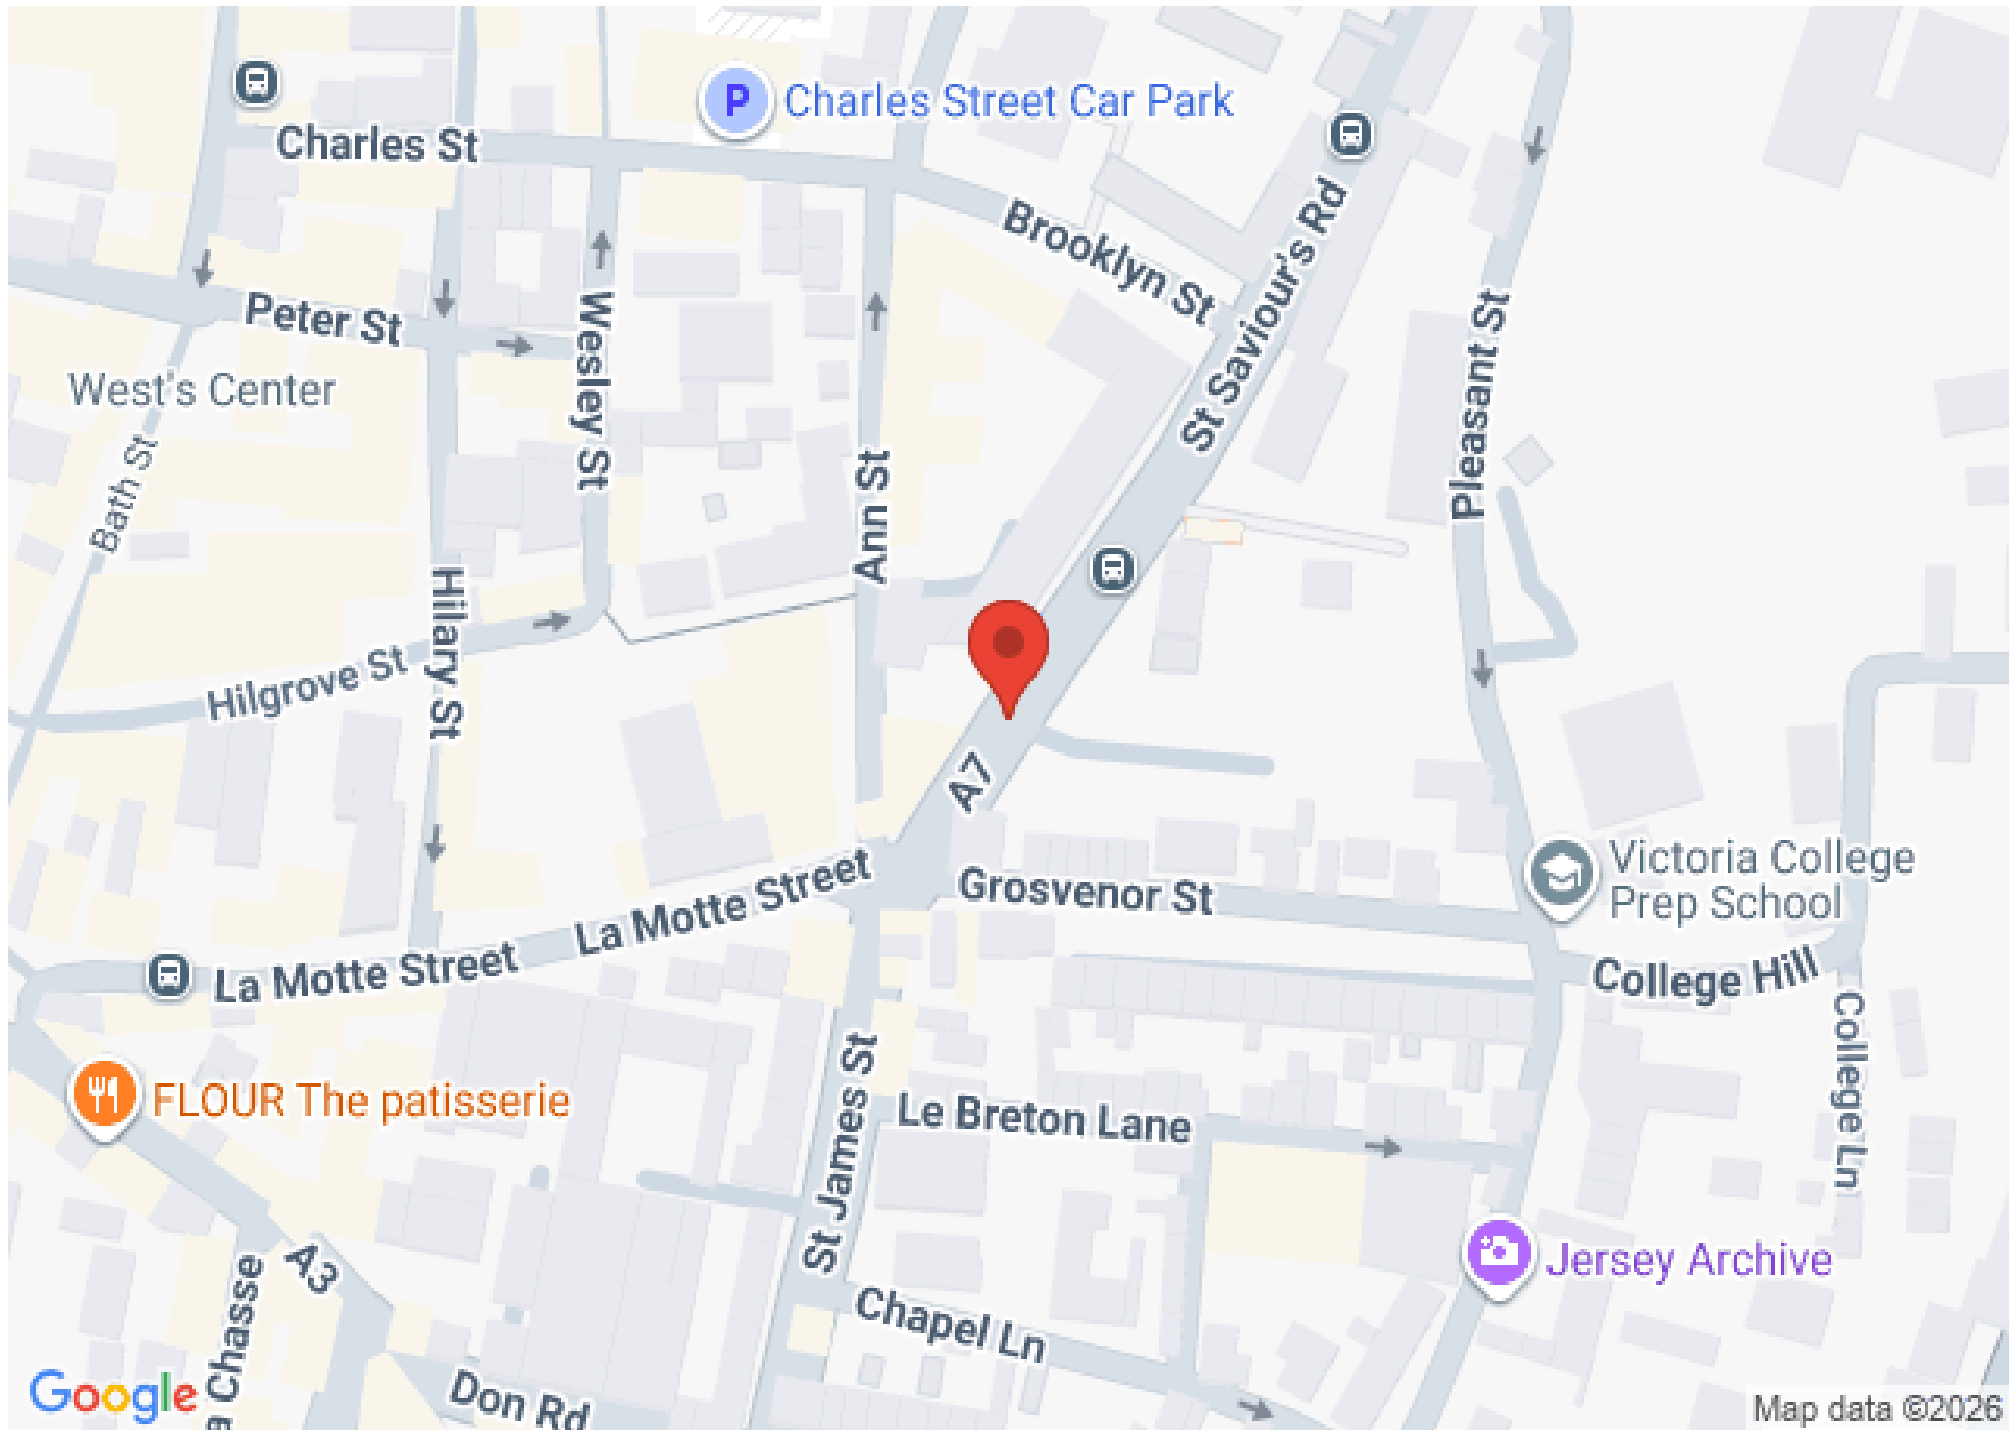 P Charles Street Car Park
Charles St
Brooklyn St
St Saviour's Rd
Peter St
Wesley St
Pleasant St
West's Center
Bath St
Ann St
Hilary St
Hilgrove St
A7
Victoria College
Prep School
La Motte Street
Grosvenor St
La Motte Street
College Hill
College Ln
FLOUR The patisserie
Le Breton Lane
St James St
Jersey Archive
A3
Chapel Ln
Chasse
Don Rd
Google
Map data ©2026